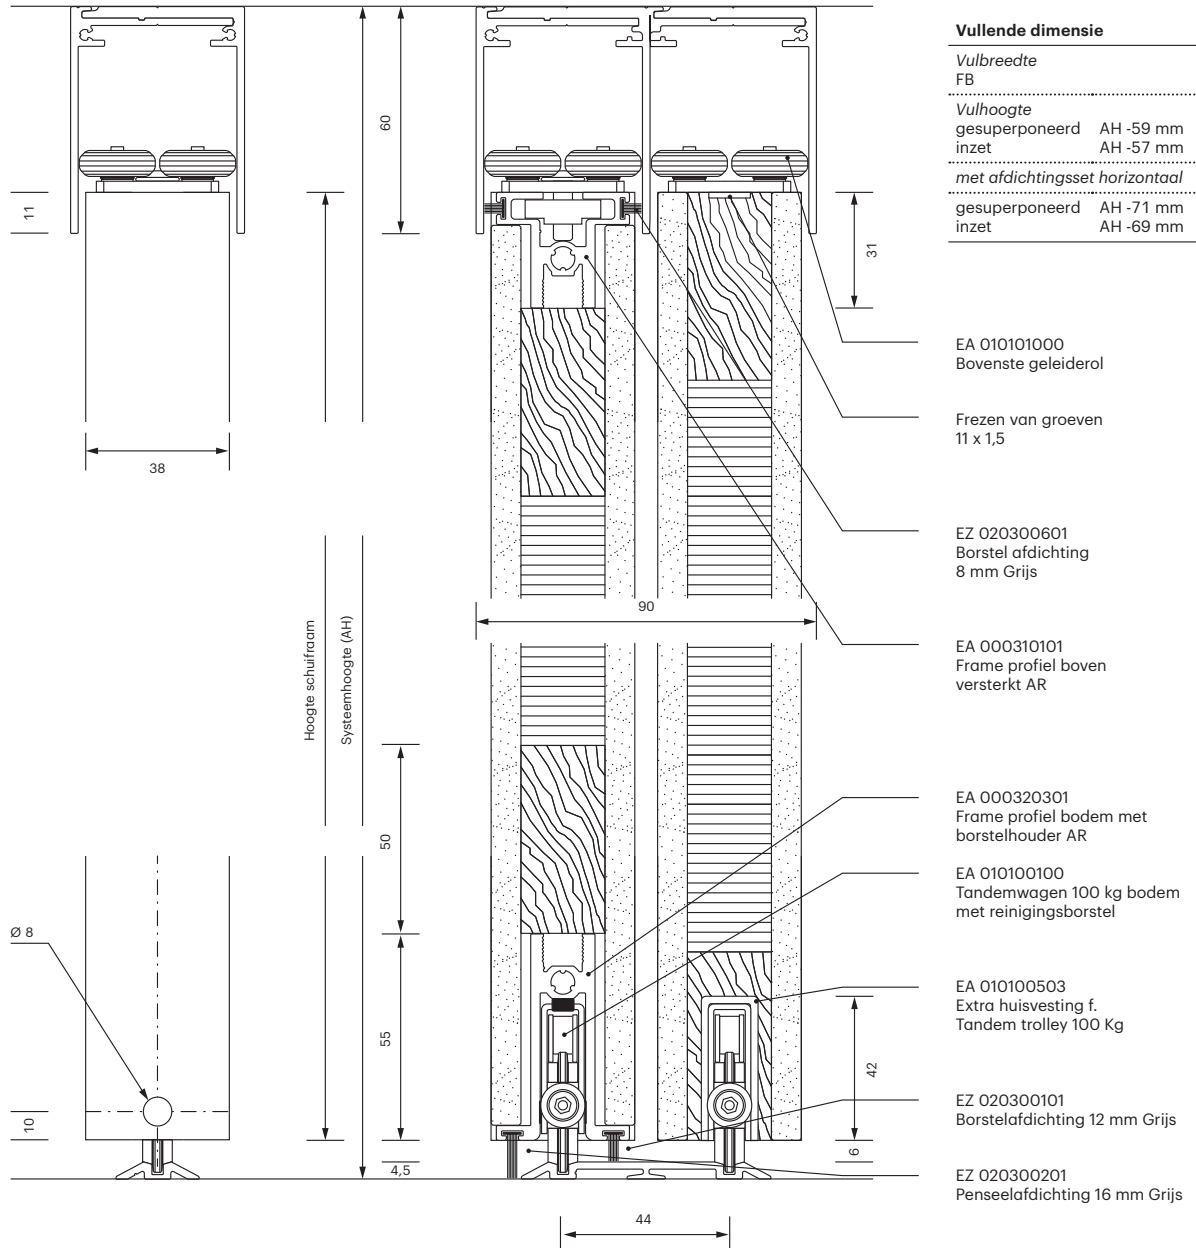 60
11
38
Hoogte schuifraam
Systeemhoogte (AH)
50
55
Ø 8
10
4,5
90
31
42
6
44
Vullende dimensie
Vulbreedte
FB
Vulhoogte
gesuperponeerd AH -59 mm
inzet AH -57 mm
met afdichtingsset horizontaal
gesuperponeerd AH -71 mm
inzet AH -69 mm
EA 010101000
Bovenste geleiderol
Frezen van groeven
11 x 1,5
EZ 020300601
Borstel afdichting
8 mm Grijs
EA 000310101
Frame profiel boven
versterkt AR
EA 000320301
Frame profiel bodem met
borstelhouder AR
EA 010100100
Tandemwagen 100 kg bodem
met reinigingsborstel
EA 010100503
Extra huisvesting f.
Tandem trolley 100 Kg
EZ 020300101
Borstelafdichting 12 mm Grijs
EZ 020300201
Penseelafdichting 16 mm Grijs